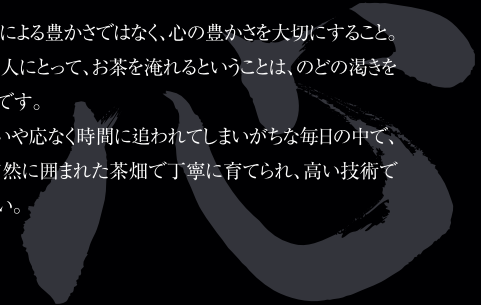 による豊かさではなく、心の豊かさを大切にすること。
人にとって、お茶を淹れるということは、のどの渇きを
です。
いや応なく時間に追われてしまいがちな毎日の中で、
然に囲まれた茶畑で丁寧に育てられ、高い技術で
い。
心